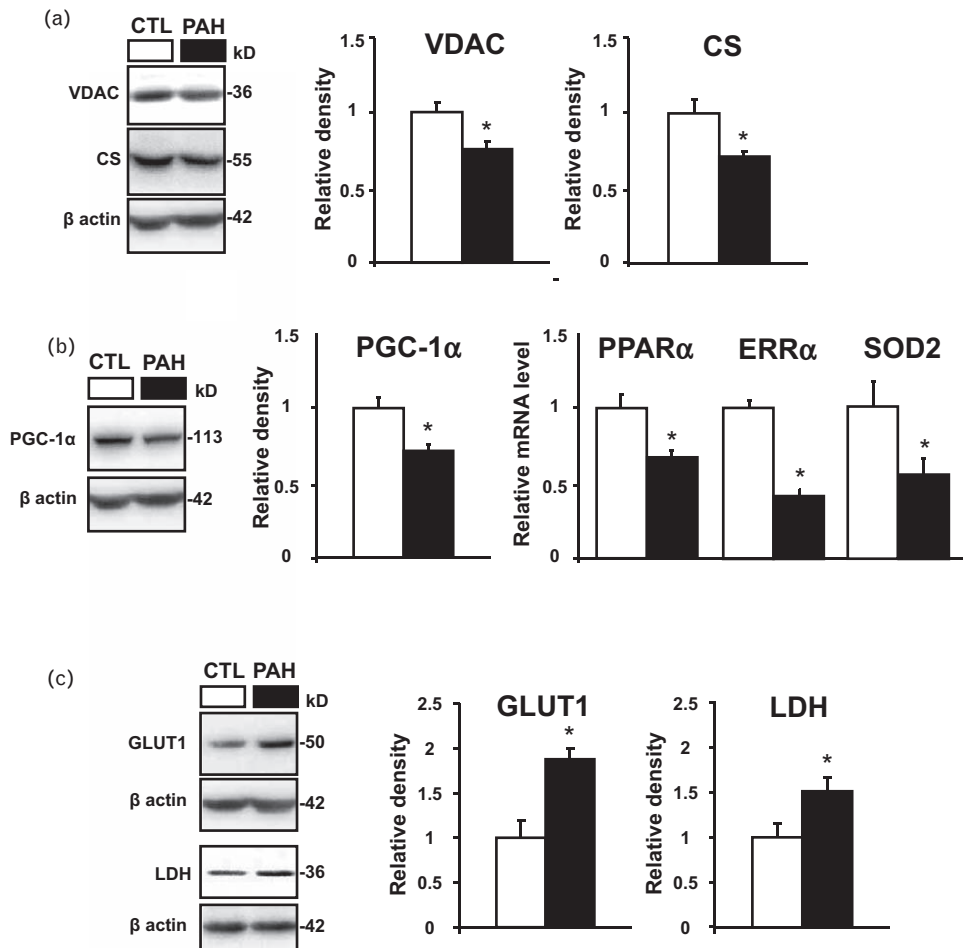 (a)
CTL PAH
kD
VDAC -36
CS -55
β actin -42
VDAC
Relative density
1.5
1
0.5
0
*
CS
Relative density
1.5
1
0.5
0
*
(b)
CTL PAH
kD
PGC-1α -113
β actin -42
PGC-1α
Relative density
1.5
1
0.5
0
*
PPARα ERRα SOD2
Relative mRNA level
1.5
1
0.5
0
* * *
(c)
CTL PAH
kD
GLUT1 -50
β actin -42
LDH -36
β actin -42
GLUT1
Relative density
2.5
2
1.5
1
0.5
0
*
LDH
Relative density
2.5
2
1.5
1
0.5
0
*